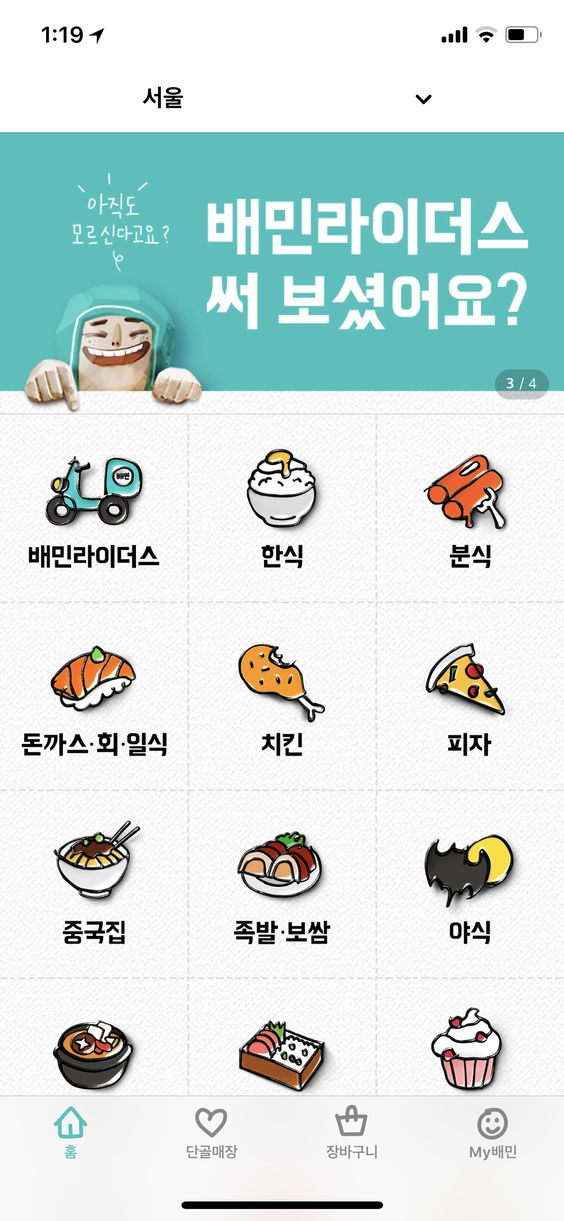 1:19
서울
아직도
모르신다고요?
배민라이더스
써 보셨어요?
3 / 4
배민
배민라이더스
한식
분식
돈까스·회·일식
치킨
피자
중국집
족발·보쌈
야식
홈
단골매장
장바구니
My배민